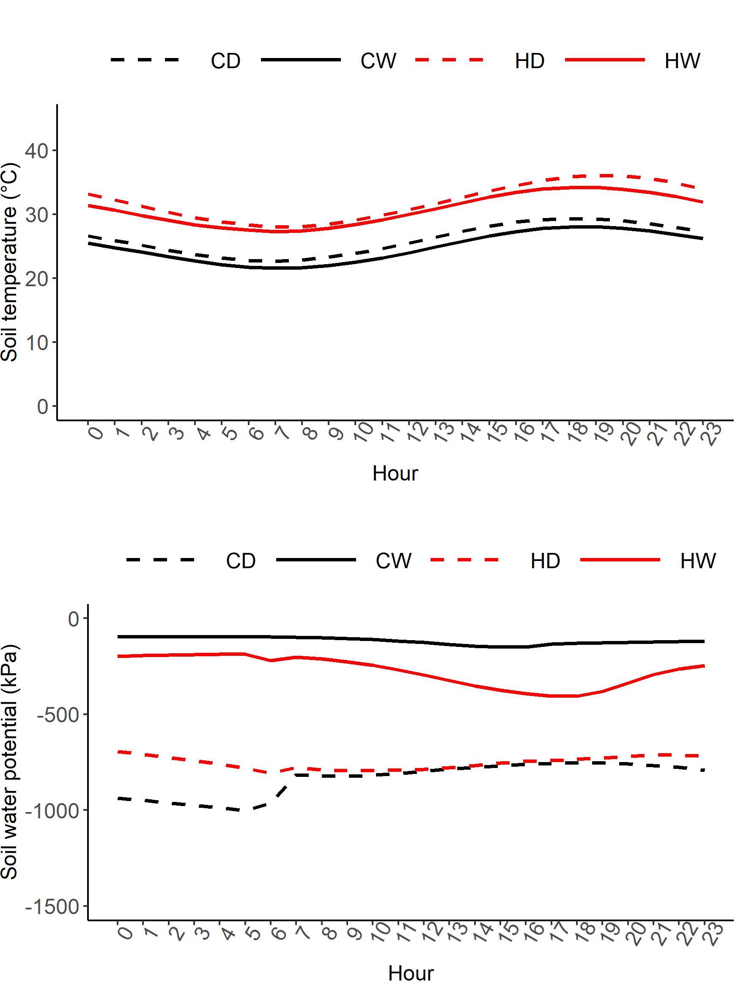 CD CW HD HW
Soil temperature (°C)
40
30
20
10
0
0 1 2 3 4 5 6 7 8 9 10 11 12 13 14 15 16 17 18 19 20 21 22 23
Hour
CD CW HD HW
Soil water potential (kPa)
0
-500
-1000
-1500
0 1 2 3 4 5 6 7 8 9 10 11 12 13 14 15 16 17 18 19 20 21 22 23
Hour